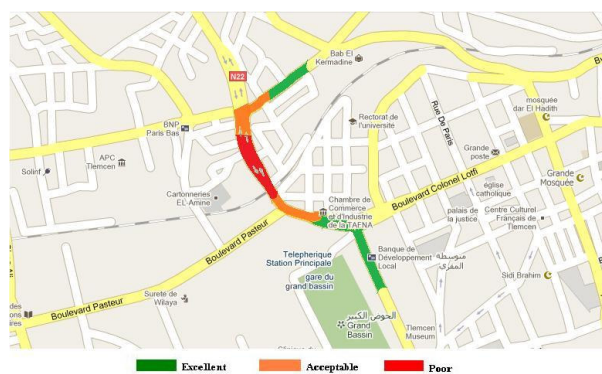 Bab El
Kermadine
N22
BNP
Paris Bas
Rectorat de
l'université
Rue De Paris
mosquée
dar El Hadith
Grande
poste
APC
Tlemcen
Solinf
Cartonneries
EL Amine
Chambre de
Commerce
et d'Industrie
de la TAFNA
Boulevard Colonel Lotfi
église
catholique
Grande
Mosquée
palais de
la justice
Centre Culturel
Français de
Tlemcen
Boulevard Pasteur
Telepherique
Station Principale
gare du
grand bassin
Banque de
Développement
Local
متوسطة
المقري
Sidi Brahim
Surete de
Wilaya
Boulevard Pasteur
الحوض الكبير
Grand
Bassin
Tlemcen
Museum
Excellent
Acceptable
Poor